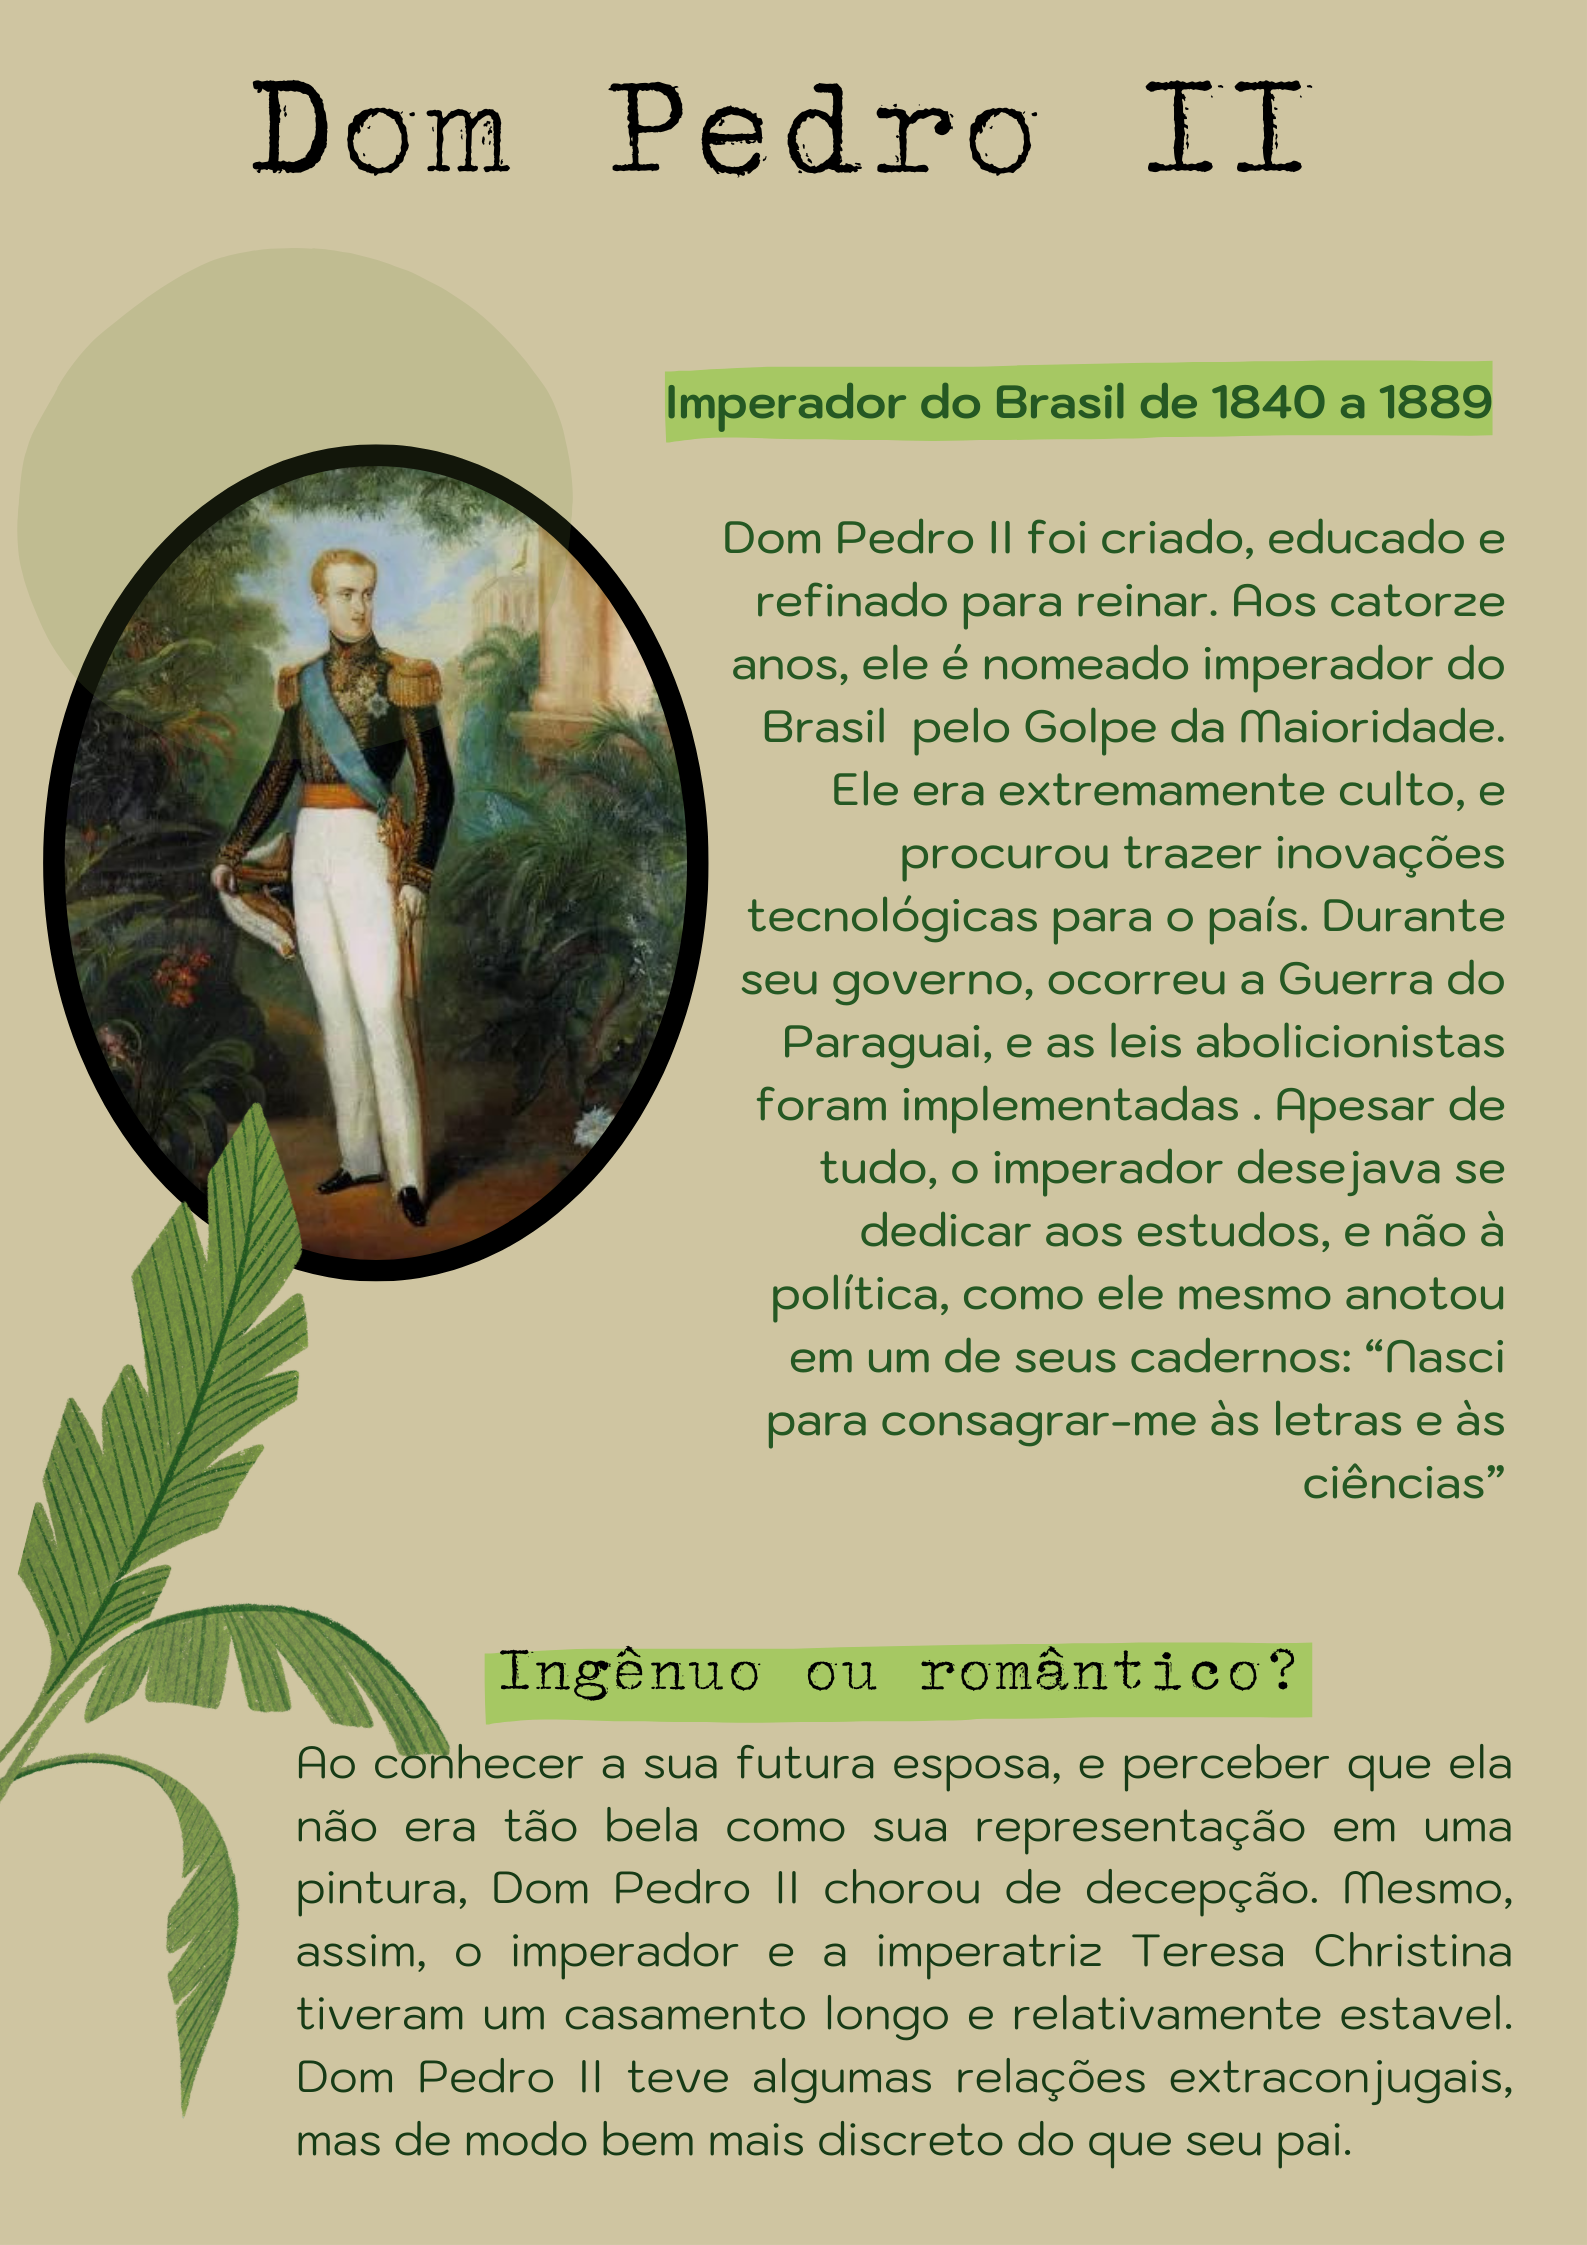 Dom Pedro II
Imperador do Brasil de 1840 a 1889
Dom Pedro II foi criado, educado e
refinado para reinar. Aos catorze
anos, ele é nomeado imperador do
Brasil  pelo Golpe da Maioridade.
Ele era extremamente culto, e
procurou trazer inovações
tecnológicas para o país. Durante
seu governo, ocorreu a Guerra do
Paraguai, e as leis abolicionistas
foram implementadas . Apesar de
tudo, o imperador desejava se
dedicar aos estudos, e não à
política, como ele mesmo anotou
em um de seus cadernos: “Nasci
para consagrar-me às letras e às
ciências”
Ingênuo ou romântico?
Ao conhecer a sua futura esposa, e perceber que ela
não era tão bela como sua representação em uma
pintura, Dom Pedro II chorou de decepção. Mesmo,
assim, o imperador e a imperatriz Teresa Christina
tiveram um casamento longo e relativamente estavel.
Dom Pedro II teve algumas relações extraconjugais,
mas de modo bem mais discreto do que seu pai.